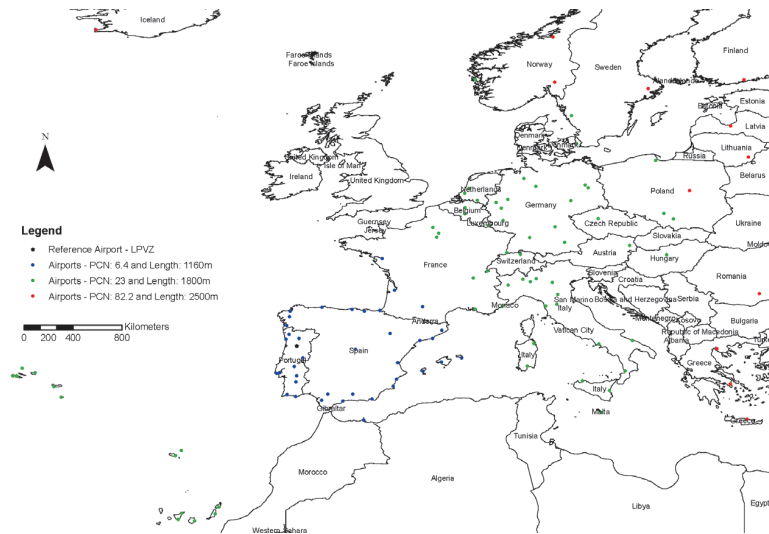 Iceland
Faroe Islands
Faroe Islands
Norway
Sweden
Finland
Estonia
Latvia
Lithuania
Russia
Belarus
United Kingdom
Isle of Man
Ireland
United Kingdom
Denmark
Netherlands
Belgium
Luxembourg
Germany
Poland
Ukraine
Guernsey
Jersey
Czech Republic
Slovakia
Austria
Hungary
France
Switzerland
Slovenia
Croatia
Romania
Monaco
San Marino
Italy
Bosnia and Herzegovina
Serbia
Montenegro
Kosovo
Bulgaria
Republic of Macedonia
Albania
Andorra
Vatican City
Spain
Portugal
Italy
Greece
Gibraltar
Italy
Malta
Tunisia
Morocco
Algeria
Libya
Egypt
Western Sahara
N
Legend
Reference Airport - LPVZ
Airports - PCN: 6.4 and Length: 1160m
Airports - PCN: 23 and Length: 1800m
Airports - PCN: 82.2 and Length: 2500m
Kilometers
0 200 400 600 800